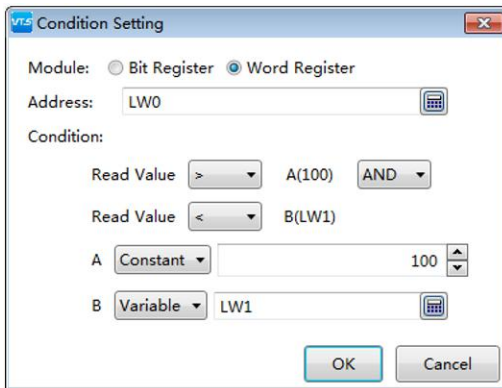 VT5 Condition Setting
Module: Bit Register Word Register
Address: LW0
Condition:
Read Value > A(100) AND
Read Value < B(LW1)
A Constant 100
B Variable LW1
OK Cancel